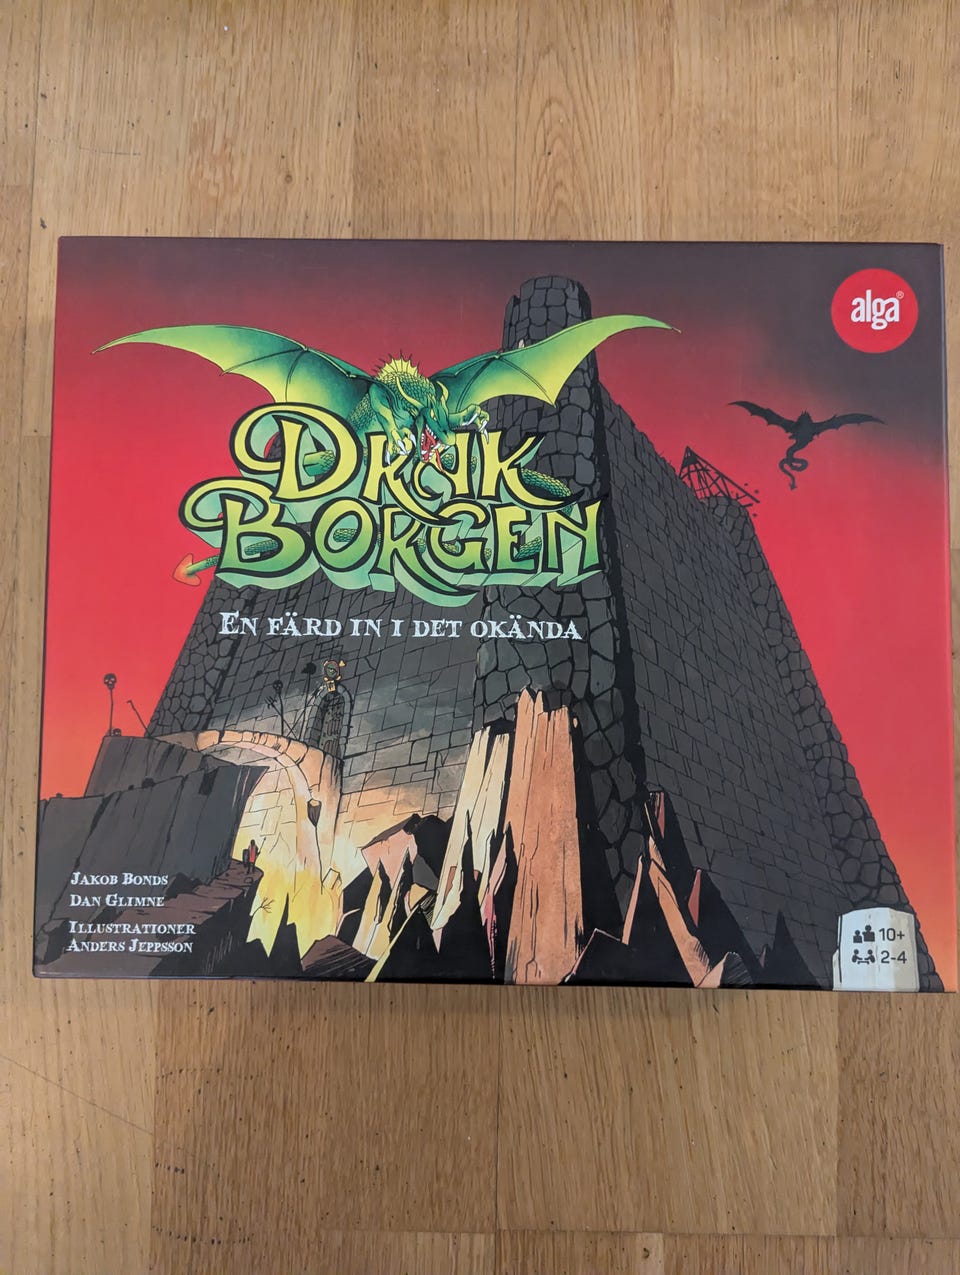 alga®
DRAK
BORGEN
EN FÄRD IN I DET OKÄNDA
JAKOB BONDS
DAN GLIMNE
ILLUSTRATIONER
ANDERS JEPPSSON
10+
2-4